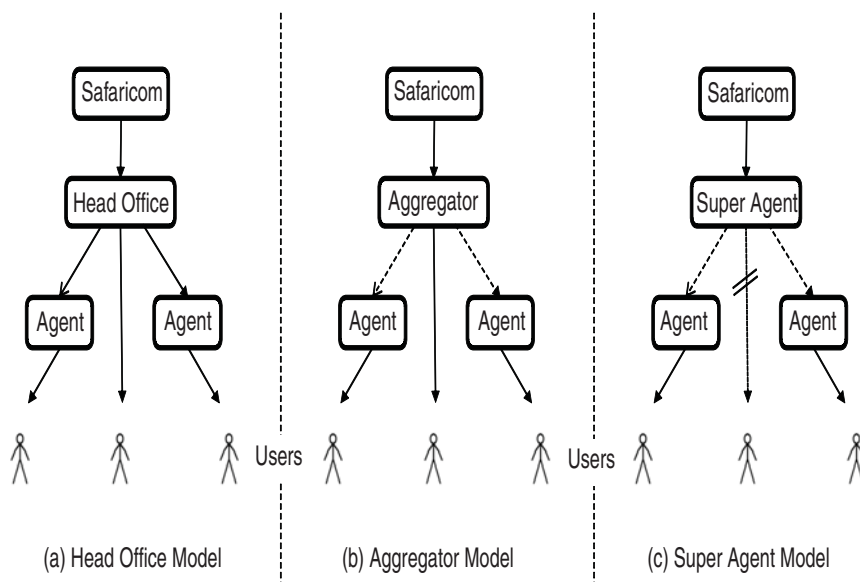 Safaricom
Safaricom
Safaricom
Head Office
Aggregator
Super Agent
Agent
Agent
Agent
Agent
Agent
Agent
Users
Users
(a) Head Office Model
(b) Aggregator Model
(c) Super Agent Model